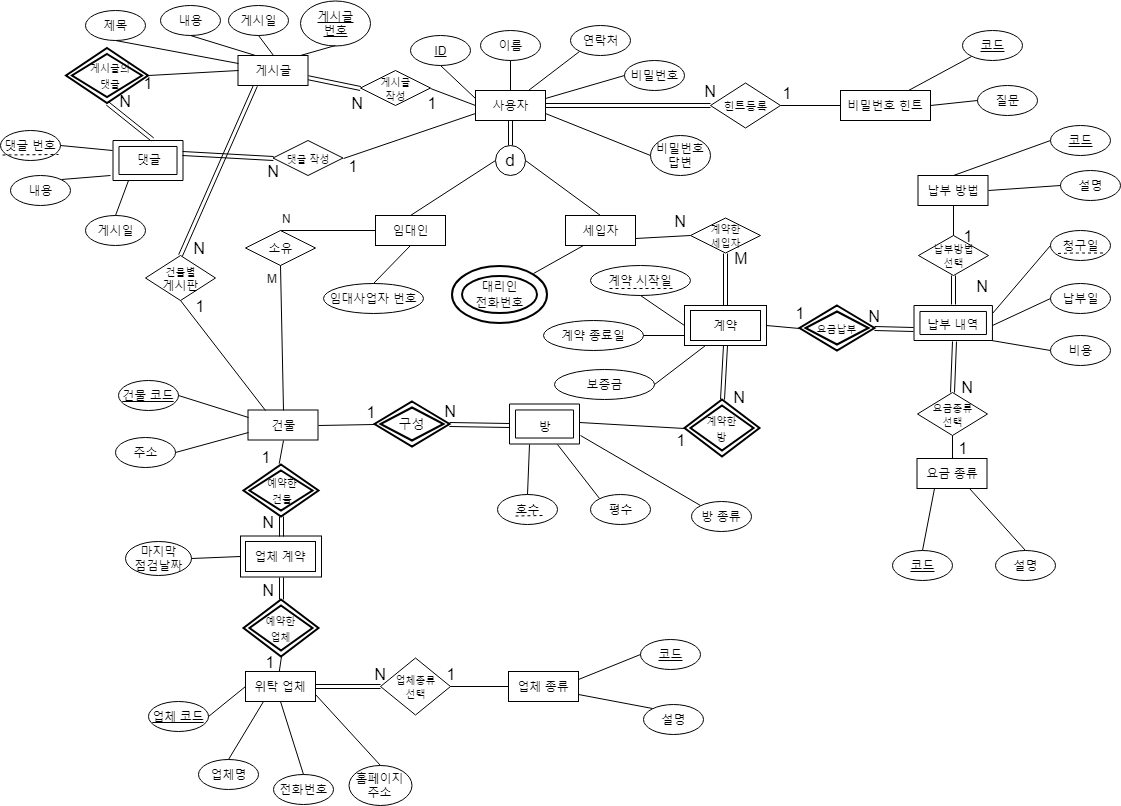 제목
내용
게시일
게시글
번호
ID
이름
연락처
비밀번호
코드
게시글의
댓글
1
N
게시글
N
게시글
작성
1
사용자
N
힌트등록
1
비밀번호 힌트
질문
댓글 번호
댓글
N
댓글 작성
1
비밀번호
답변
d
코드
내용
게시일
납부 방법
설명
N
건물별
게시판
1
N
소유
M
임대인
세입자
N
계약한
세입자
M
1
납부방법
선택
N
청구일
임대사업자 번호
대리인
전화번호
계약 시작일
계약 종료일
보증금
계약
1
요금납부
N
납부 내역
납부일
비용
건물 코드
주소
건물
1
구성
N
방
N
계약한
방
1
N
요금종류
선택
1
요금 종류
호수
평수
방 종류
코드
설명
1
예약한
건물
N
마지막
점검날짜
업체 계약
N
예약한
업체
1
위탁 업체
N
업체종류
선택
1
업체 종류
코드
설명
업체 코드
업체명
전화번호
홈페이지
주소